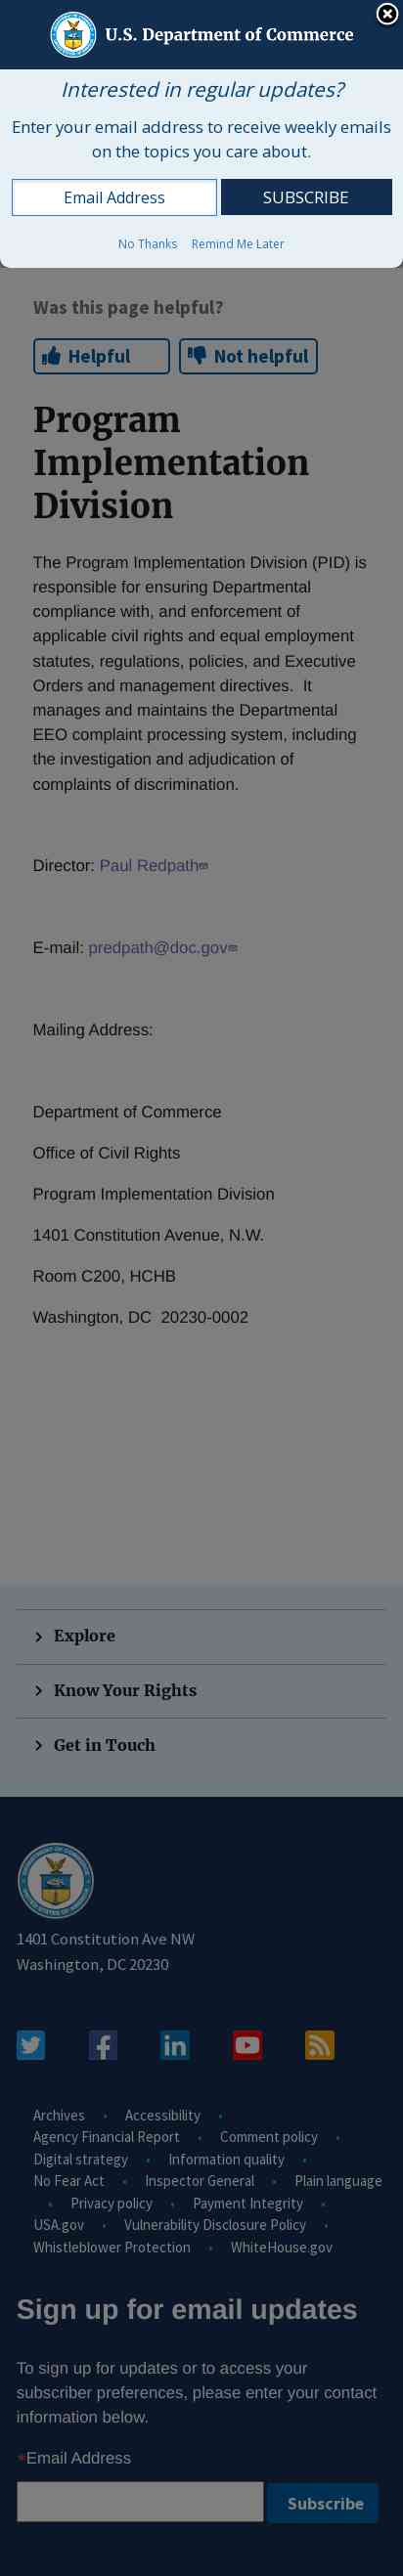 U.S. Department of Commerce
Interested in regular updates?
Enter your email address to receive weekly emails
on the topics you care about.
Email Address
SUBSCRIBE
No Thanks Remind Me Later
Was this page helpful?
Helpful Not helpful
Program
Implementation
Division
The Program Implementation Division (PID) is
responsible for ensuring Departmental
compliance with, and enforcement of
applicable civil rights and equal employment
statutes, regulations, policies, and Executive
Orders and management directives.  It
manages and maintains the Departmental
EEO complaint processing system, including
the investigation and adjudication of
complaints of discrimination.
Director: Paul Redpath
E-mail: predpath@doc.gov
Mailing Address:
Department of Commerce
Office of Civil Rights
Program Implementation Division
1401 Constitution Avenue, N.W.
Room C200, HCHB
Washington, DC  20230-0002
Explore
Know Your Rights
Get in Touch
1401 Constitution Ave NW
Washington, DC 20230
Archives • Accessibility •
Agency Financial Report • Comment policy •
Digital strategy • Information quality •
No Fear Act • Inspector General • Plain language
• Privacy policy • Payment Integrity •
USA.gov • Vulnerability Disclosure Policy •
Whistleblower Protection • WhiteHouse.gov
Sign up for email updates
To sign up for updates or to access your
subscriber preferences, please enter your contact
information below.
*Email Address
Subscribe